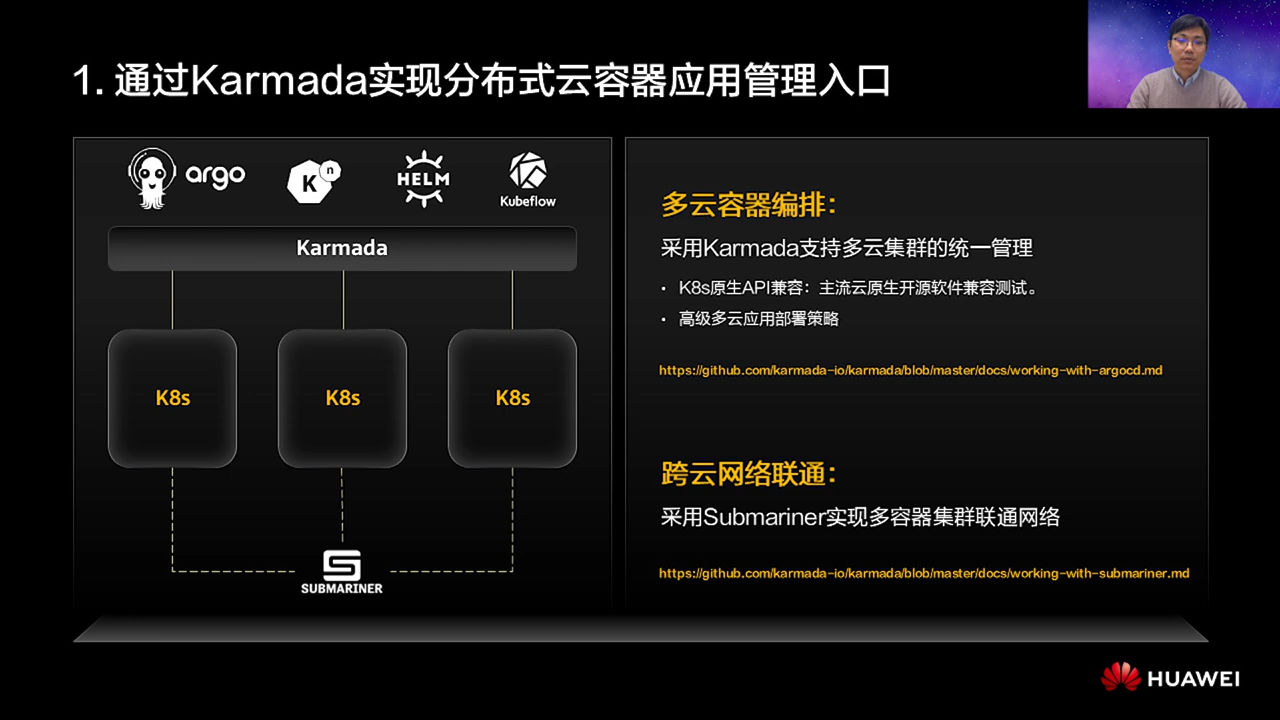 1. 通过Karmada实现分布式云容器应用管理入口
argo
K n
HELM
Kubeflow
Karmada
K8s
K8s
K8s
SUBMARINER
多云容器编排：
采用Karmada支持多云集群的统一管理
• K8s原生API兼容：主流云原生开源软件兼容测试。
• 高级多云应用部署策略
https://github.com/karmada-io/karmada/blob/master/docs/working-with-argocd.md
跨云网络联通：
采用Submariner实现多容器集群联通网络
https://github.com/karmada-io/karmada/blob/master/docs/working-with-submariner.md
HUAWEI